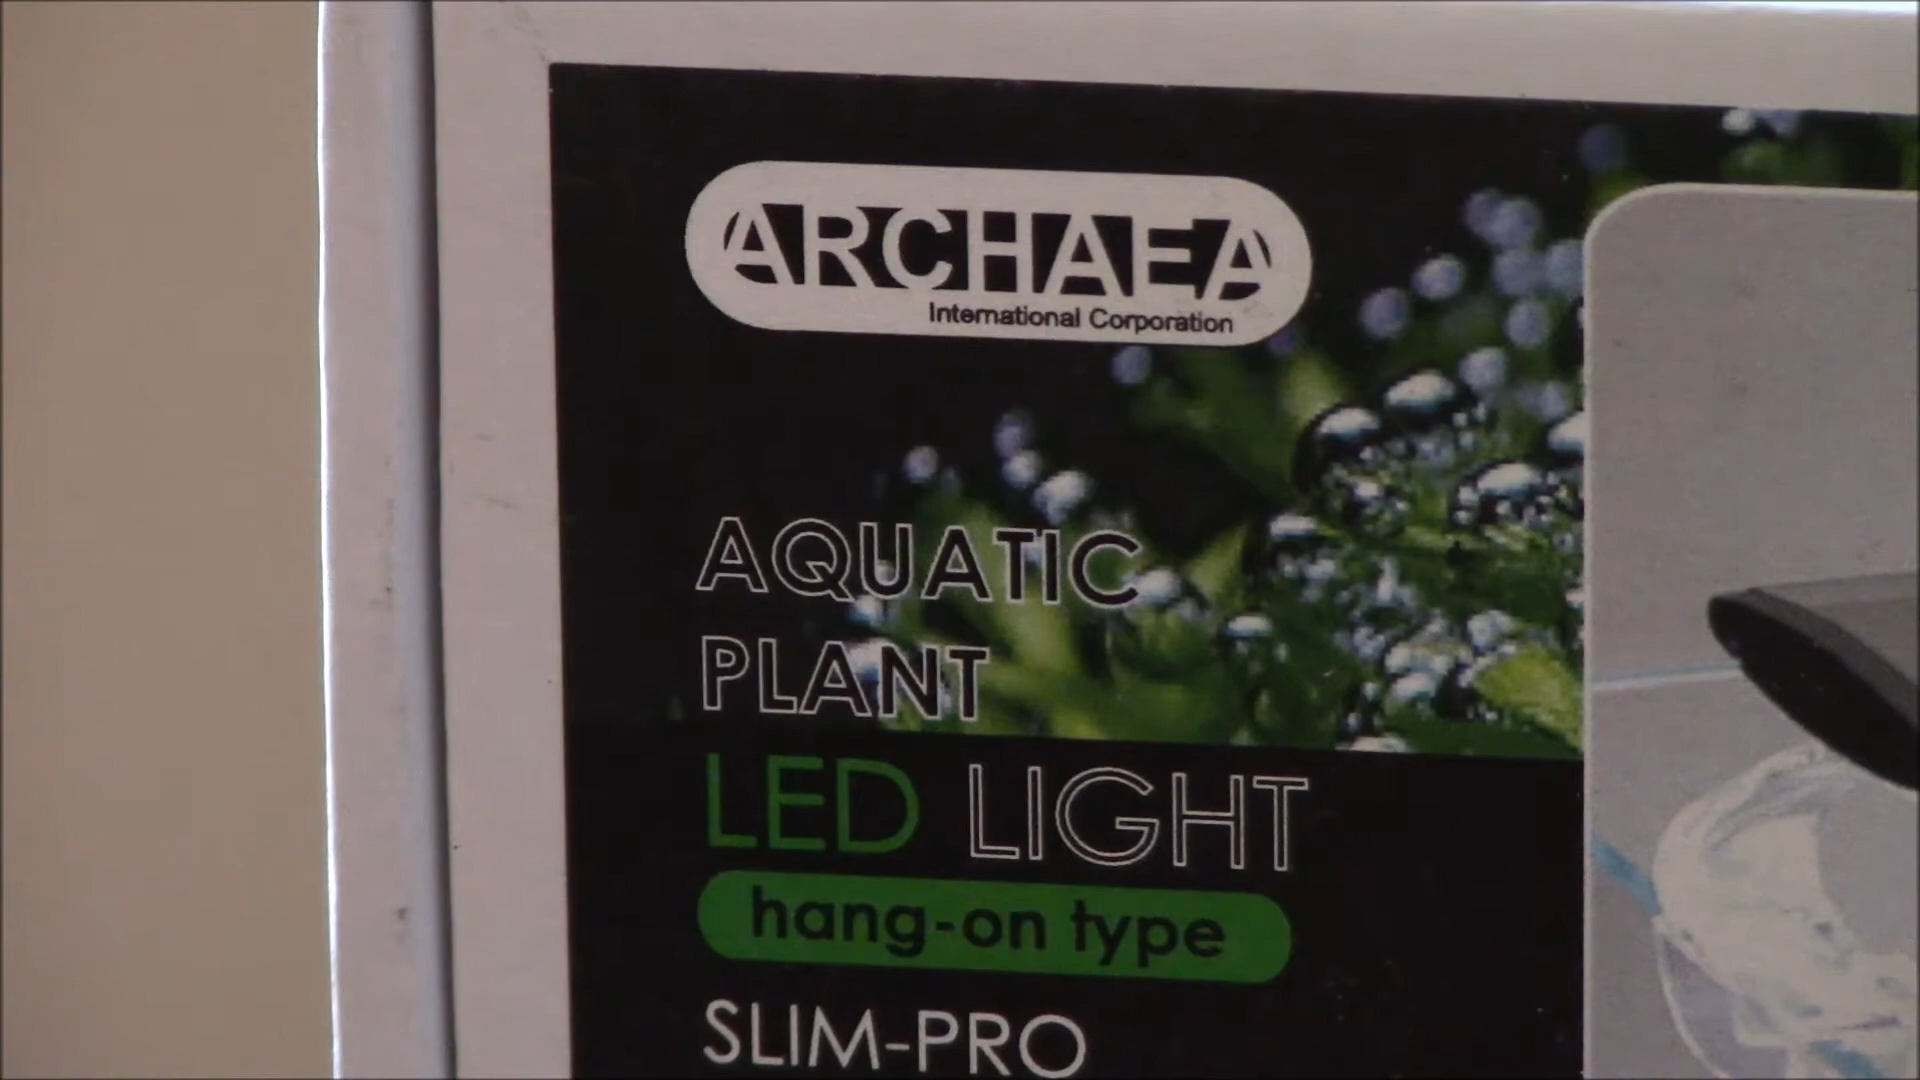 ARCHAEA
International Corporation
AQUATIC
PLANT
LED LIGHT
hang-on type
SLIM-PRO